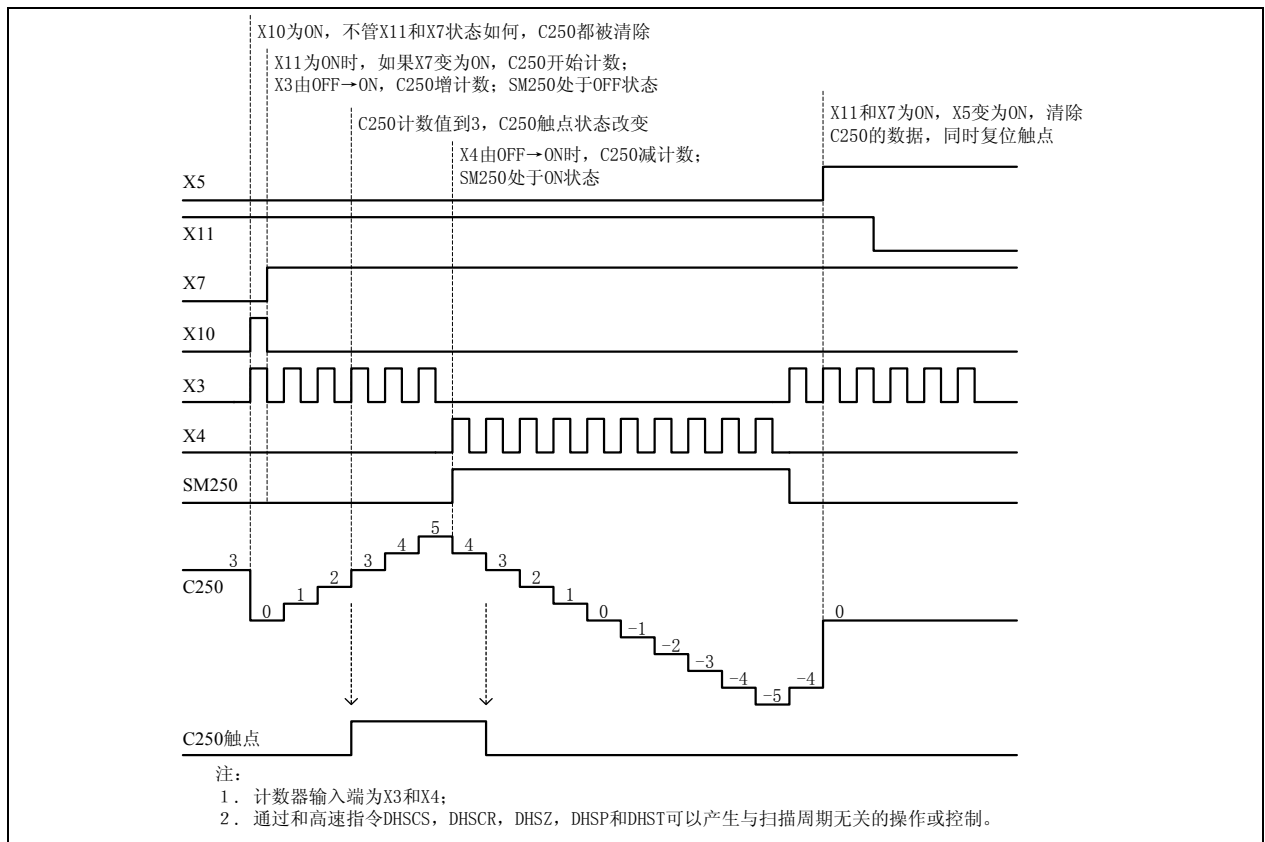 X10为ON，不管X11和X7状态如何，C250都被清除
X11为ON时，如果X7变为ON，C250开始计数；
X3由OFF→ON，C250增计数；SM250处于OFF状态
C250计数值到3，C250触点状态改变
X4由OFF→ON时，C250减计数；
SM250处于ON状态
X11和X7为ON，X5变为ON，清除
C250的数据，同时复位触点
X5
X11
X7
X10
X3
X4
SM250
C250
3
0
1
2
3
4
5
4
3
2
1
0
-1
-2
-3
-4
-5
-4
0
C250触点
注：
1．计数器输入端为X3和X4；
2．通过和高速指令DHSCS，DHSCR，DHSZ，DHSP和DHST可以产生与扫描周期无关的操作或控制。